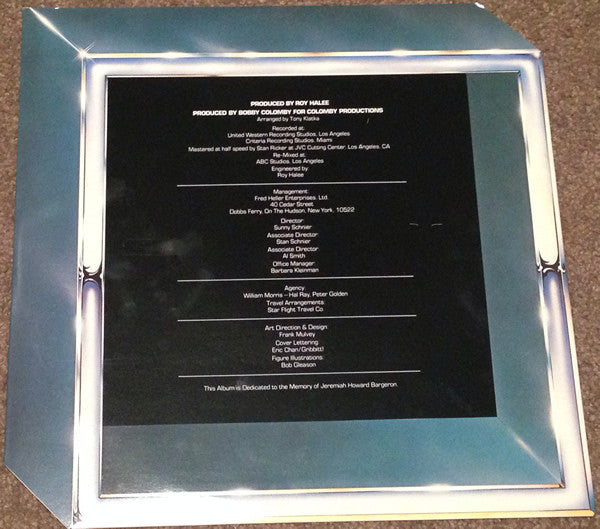 PRODUCED BY ROY HALEE
PRODUCED BY BOBBY COLOMBY FOR COLOMBY PRODUCTIONS
Arranged by Tony Klatka
Recorded at:
United Western Recording Studios, Los Angeles
Criteria Recording Studios, Miami
Mastered at half speed by Stan Ricker at JVC Cutting Center, Los Angeles, CA
Re-Mixed at:
ABC Studios, Los Angeles
Engineered by
Roy Halee
Management:
Fred Heller Enterprises, Ltd.
40 Cedar Street
Dobbs Ferry, On The Hudson, New York, 10522
Director:
Sunny Schnier
Associate Director:
Stan Schnier
Associate Director:
Al Smith
Office Manager:
Barbara Kleinman
Agency:
William Morris – Hal Ray, Peter Golden
Travel Arrangements:
Star Flight Travel Co.
Art Direction & Design:
Frank Mulvey
Cover Lettering
Eric Chan/Gribbitt!
Figure Illustrations:
Bob Gleason
This Album is Dedicated to the Memory of Jeremiah Howard Bargeron.